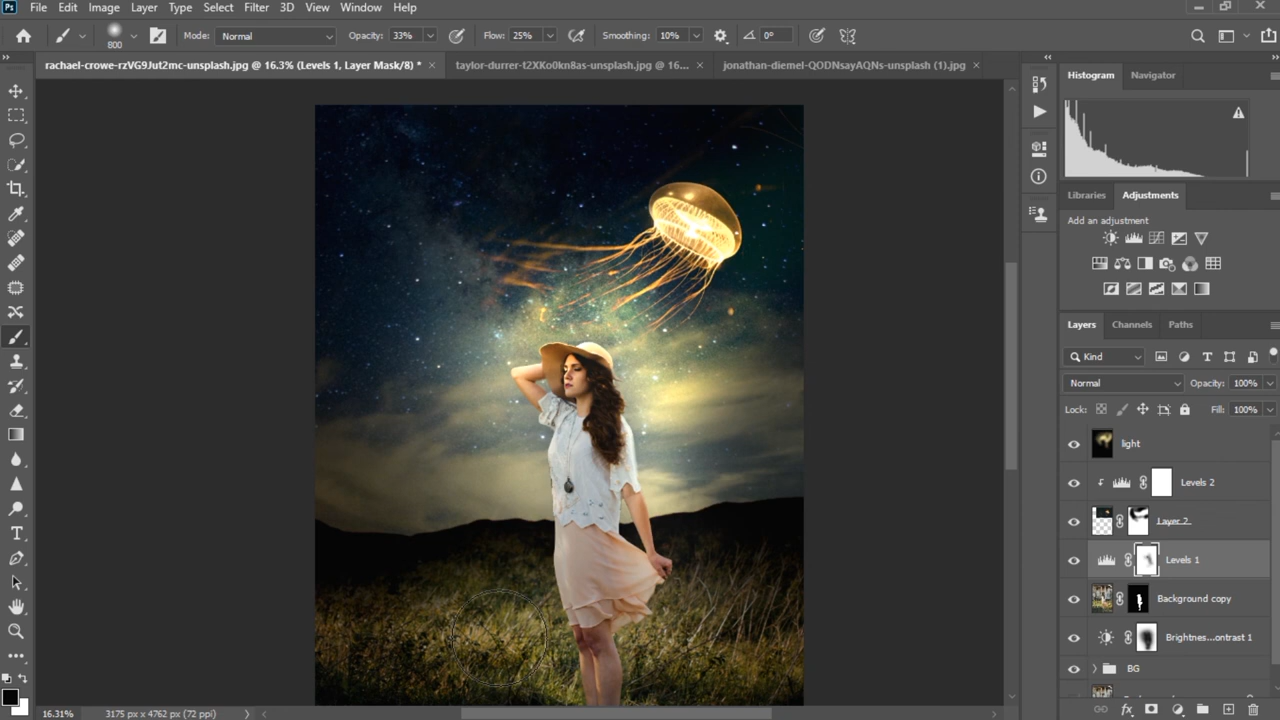 Ps File Edit Image Layer Type Select Filter 3D View Window Help
800 Mode: Normal Opacity: 33% Flow: 25% Smoothing: 10% 0°
rachael-crowe-rzVG9Jut2mc-unsplash.jpg @ 16.3% (Levels 1, Layer Mask/8) * × taylor-durrer-t2XKo0kn8as-unsplash.jpg @ 16... × jonathan-diemel-QODNsayAQNs-unsplash (1).jpg ×
Histogram Navigator
Libraries Adjustments
Add an adjustment
Layers Channels Paths
Kind
Normal Opacity: 100%
Lock: Fill: 100%
light
Levels 2
Layer 2
Levels 1
Background copy
Brightnes...ontrast 1
BG
16.31% 3175 px x 4762 px (72 ppi)